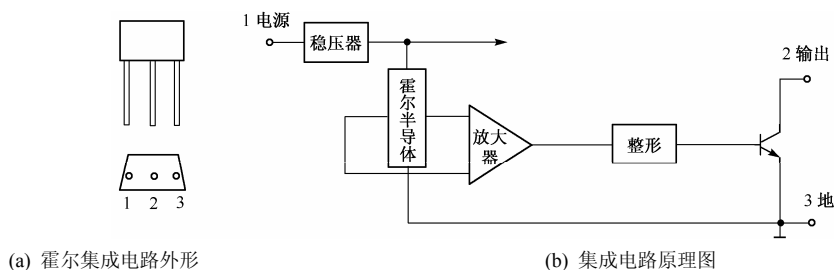 1 电源
稳压器
2 输出
霍尔半导体
放大器
整形
1 2 3
3 地
(a) 霍尔集成电路外形
(b) 集成电路原理图